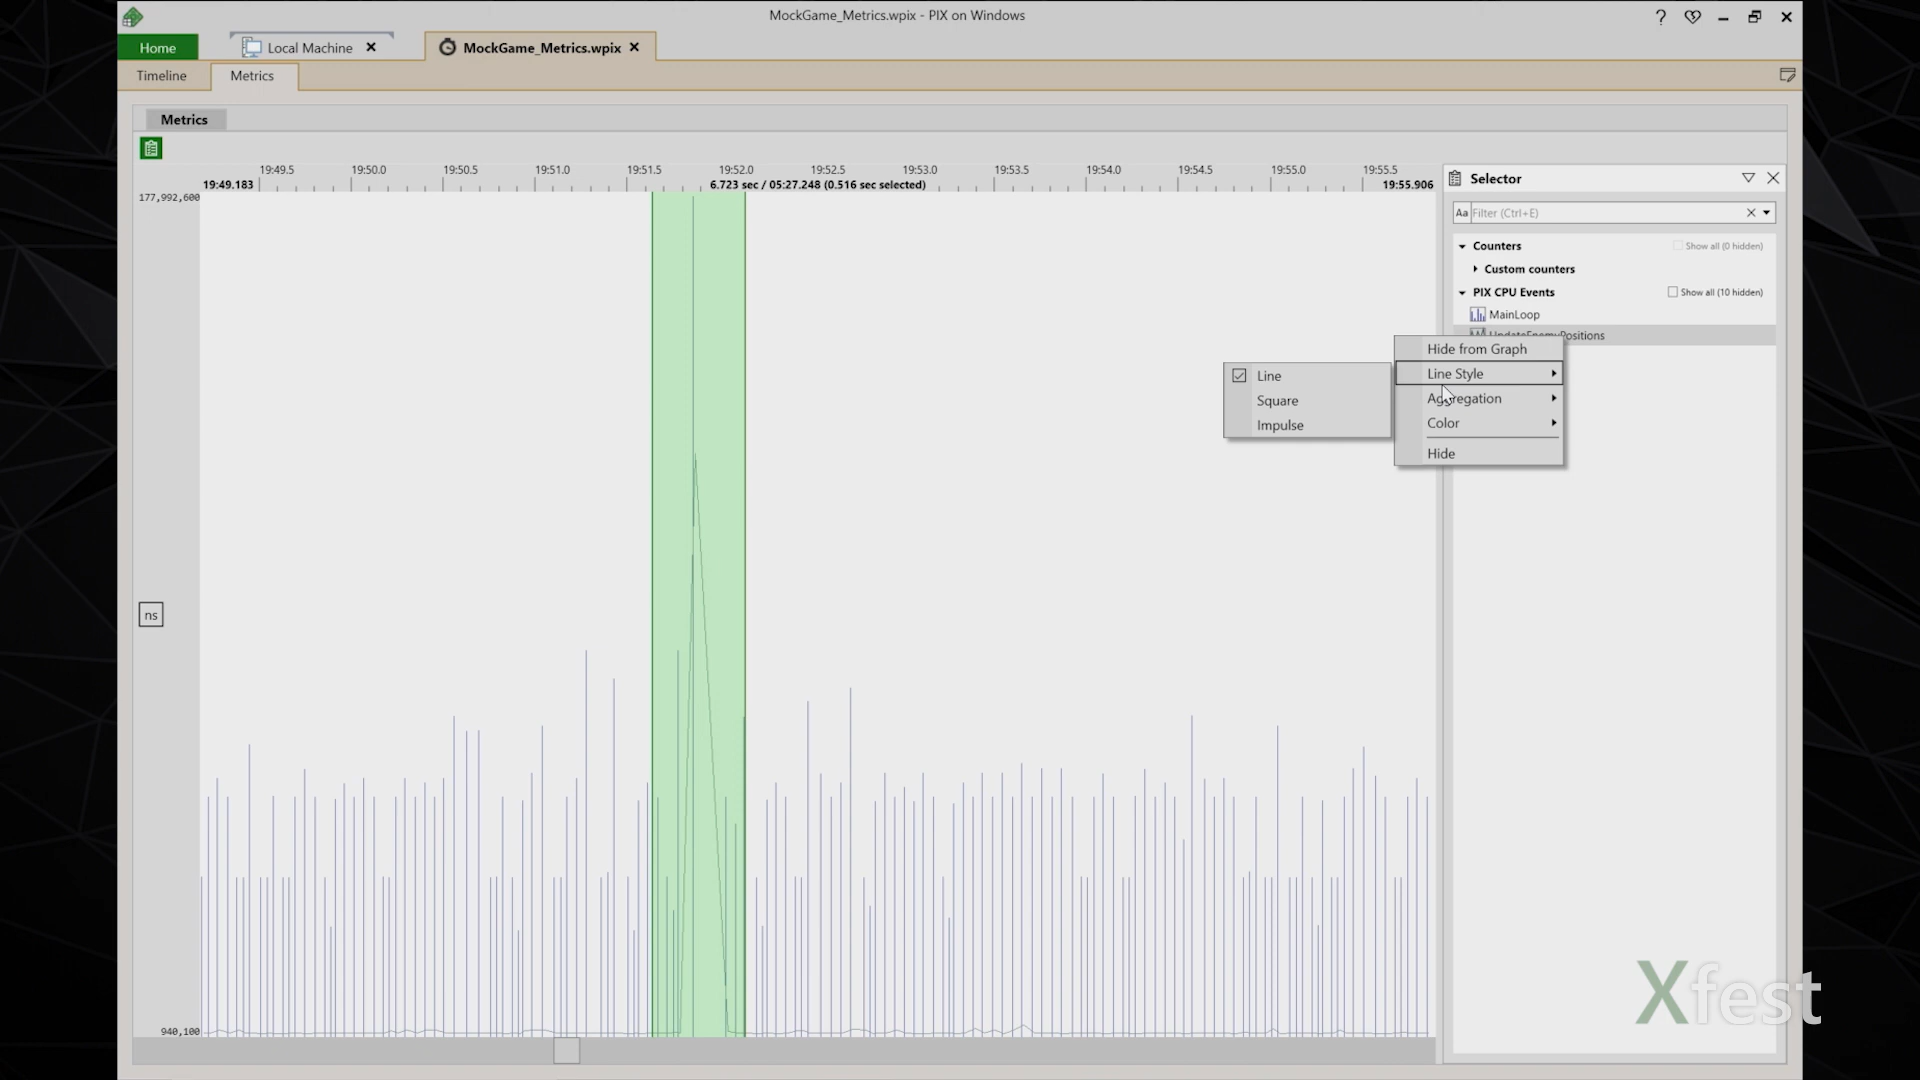 MockGame_Metrics.wpix - PIX on Windows
Home
Local Machine
MockGame_Metrics.wpix
Timeline
Metrics
Metrics
19:49.5 19:50.0 19:50.5 19:51.0 19:51.5 19:52.0 19:52.5 19:53.0 19:53.5 19:54.0 19:54.5 19:55.0 19:55.5
19:49.183 6.723 sec / 05:27.248 (0.516 sec selected) 19:55.906
177,992,600
ns
940,100
Selector
Aa Filter (Ctrl+E)
Counters Show all (0 hidden)
Custom counters
PIX CPU Events Show all (10 hidden)
MainLoop
UpdateEnemyPositions
Hide from Graph
Line Style
Aggregation
Color
Hide
Line
Square
Impulse
Xfest